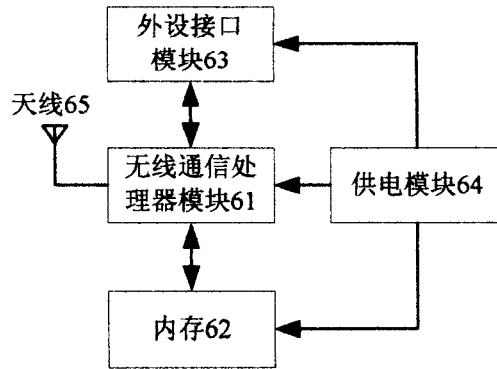 外设接口
模块63
天线65
无线通信处
理器模块61
供电模块64
内存62